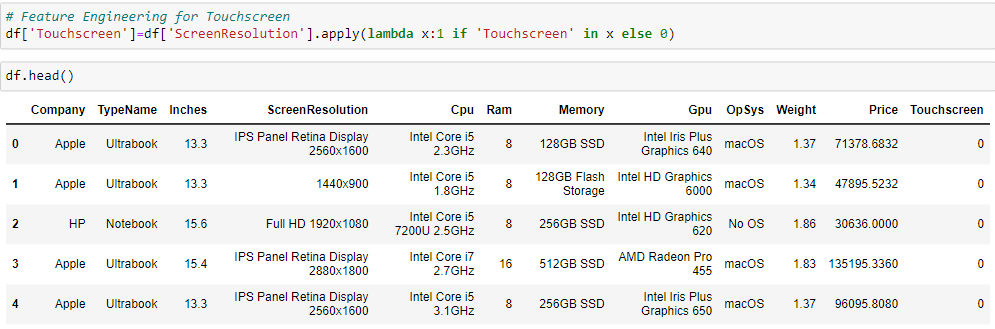 # Feature Engineering for Touchscreen
df['Touchscreen']=df['ScreenResolution'].apply(lambda x:1 if 'Touchscreen' in x else 0)
df.head()
Company TypeName Inches ScreenResolution Cpu Ram Memory Gpu OpSys Weight Price Touchscreen
0 Apple Ultrabook 13.3 IPS Panel Retina Display 2560x1600 Intel Core i5 2.3GHz 8 128GB SSD Intel Iris Plus Graphics 640 macOS 1.37 71378.6832 0
1 Apple Ultrabook 13.3 1440x900 Intel Core i5 1.8GHz 8 128GB Flash Storage Intel HD Graphics 6000 macOS 1.34 47895.5232 0
2 HP Notebook 15.6 Full HD 1920x1080 Intel Core i5 7200U 2.5GHz 8 256GB SSD Intel HD Graphics 620 No OS 1.86 30636.0000 0
3 Apple Ultrabook 15.4 IPS Panel Retina Display 2880x1800 Intel Core i7 2.7GHz 16 512GB SSD AMD Radeon Pro 455 macOS 1.83 135195.3360 0
4 Apple Ultrabook 13.3 IPS Panel Retina Display 2560x1600 Intel Core i5 3.1GHz 8 256GB SSD Intel Iris Plus Graphics 650 macOS 1.37 96095.8080 0